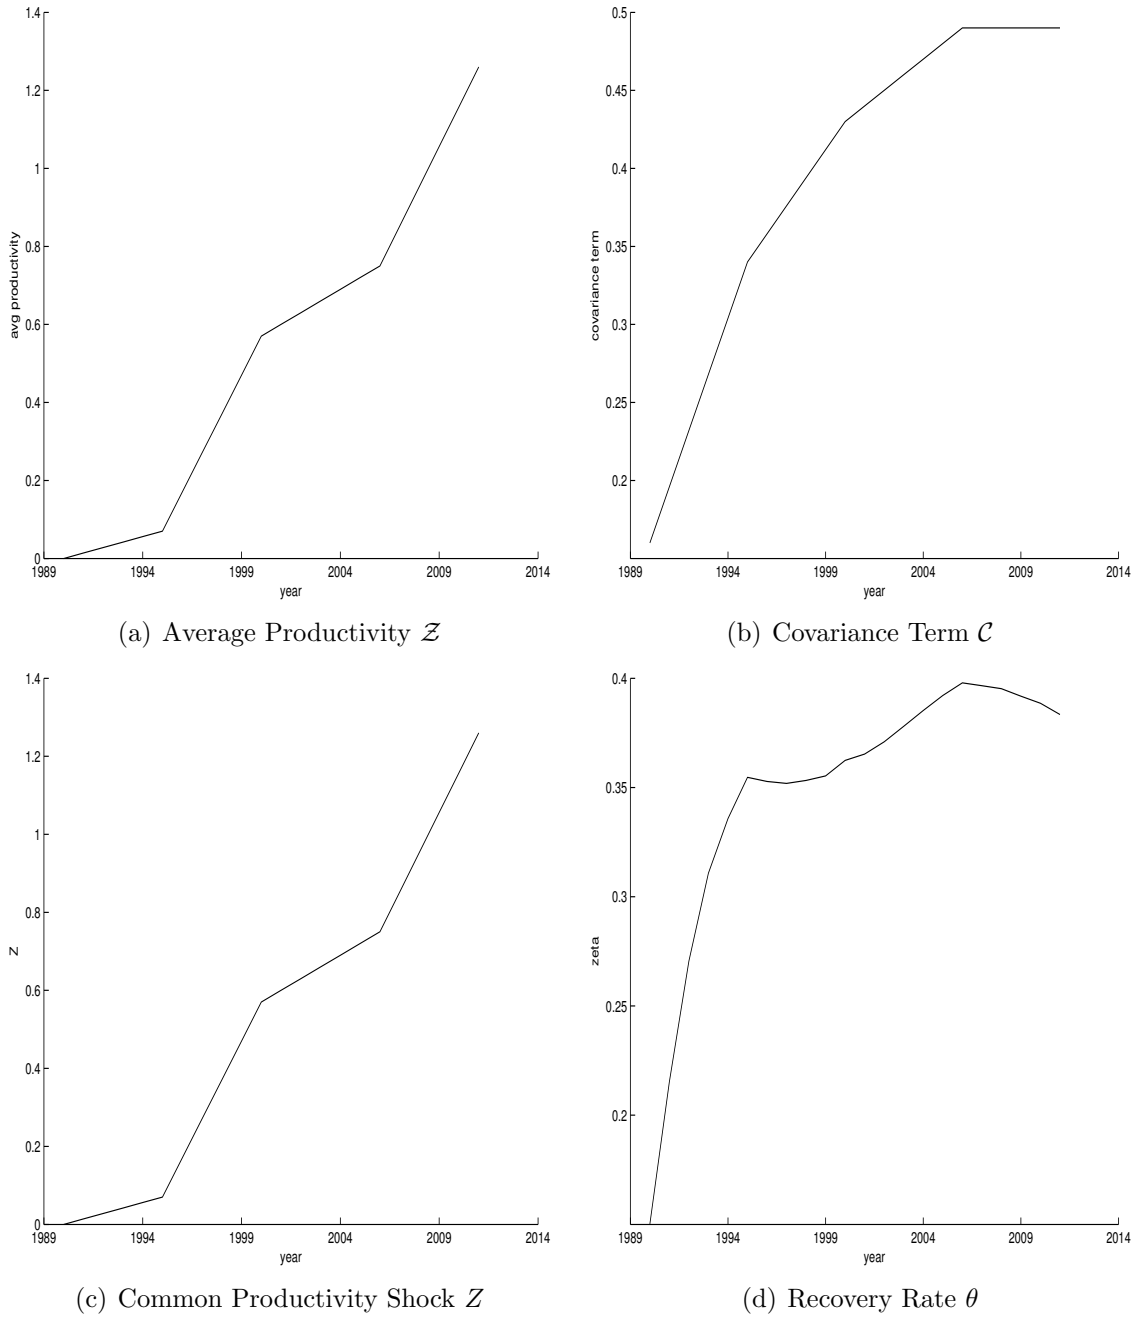 1.4
1.2
1
0.8
0.6
0.4
0.2
0
avg productivity
1989 1994 1999 2004 2009 2014
year
(a) Average Productivity 𝒵
0.5
0.45
0.4
0.35
0.3
0.25
0.2
covariance term
1989 1994 1999 2004 2009 2014
year
(b) Covariance Term 𝒞
1.4
1.2
1
0.8
0.6
0.4
0.2
0
Z
1989 1994 1999 2004 2009 2014
year
(c) Common Productivity Shock Z
0.4
0.35
0.3
0.25
0.2
zeta
1989 1994 1999 2004 2009 2014
year
(d) Recovery Rate θ